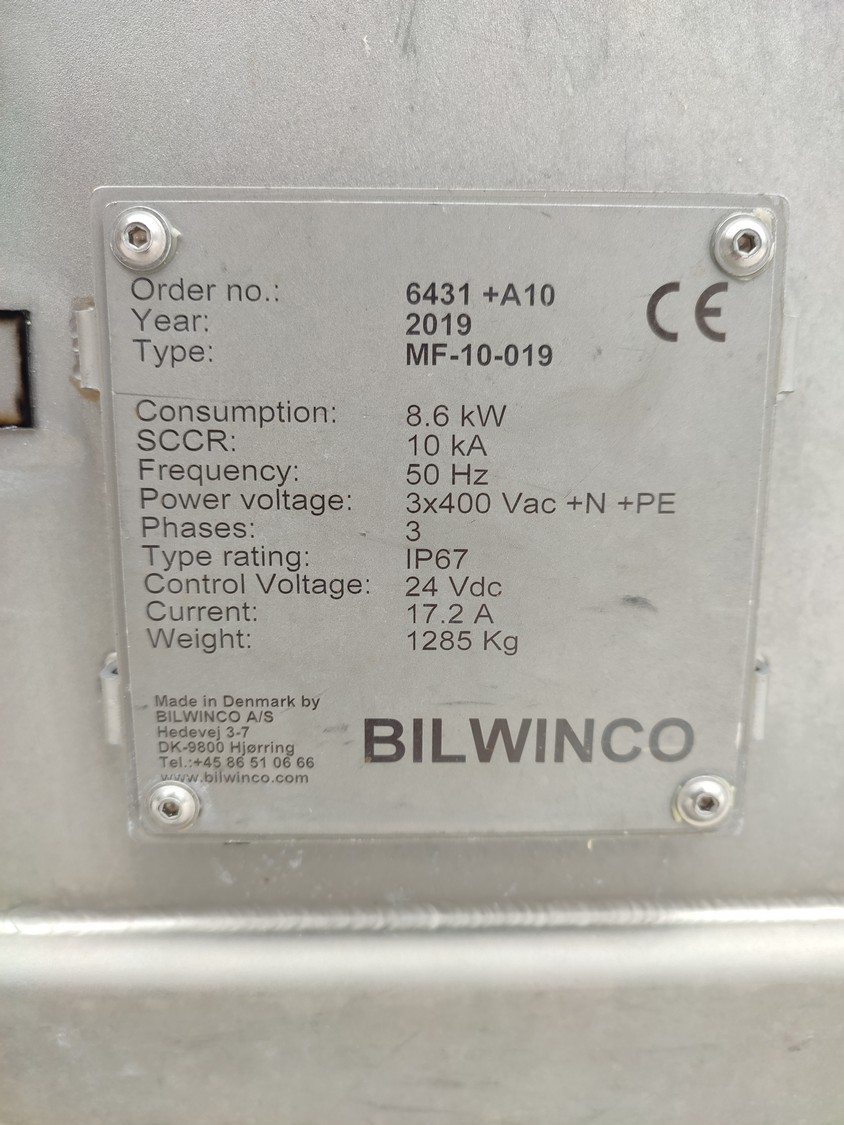 Order no.: 6431 +A10
Year: 2019
Type: MF-10-019
CE
Consumption: 8.6 kW
SCCR: 10 kA
Frequency: 50 Hz
Power voltage: 3x400 Vac +N +PE
Phases: 3
Type rating: IP67
Control Voltage: 24 Vdc
Current: 17.2 A
Weight: 1285 Kg
Made in Denmark by
BILWINCO A/S
Hedevej 3-7
DK-9800 Hjørring
Tel.:+45 86 51 06 66
www.bilwinco.com
BILWINCO